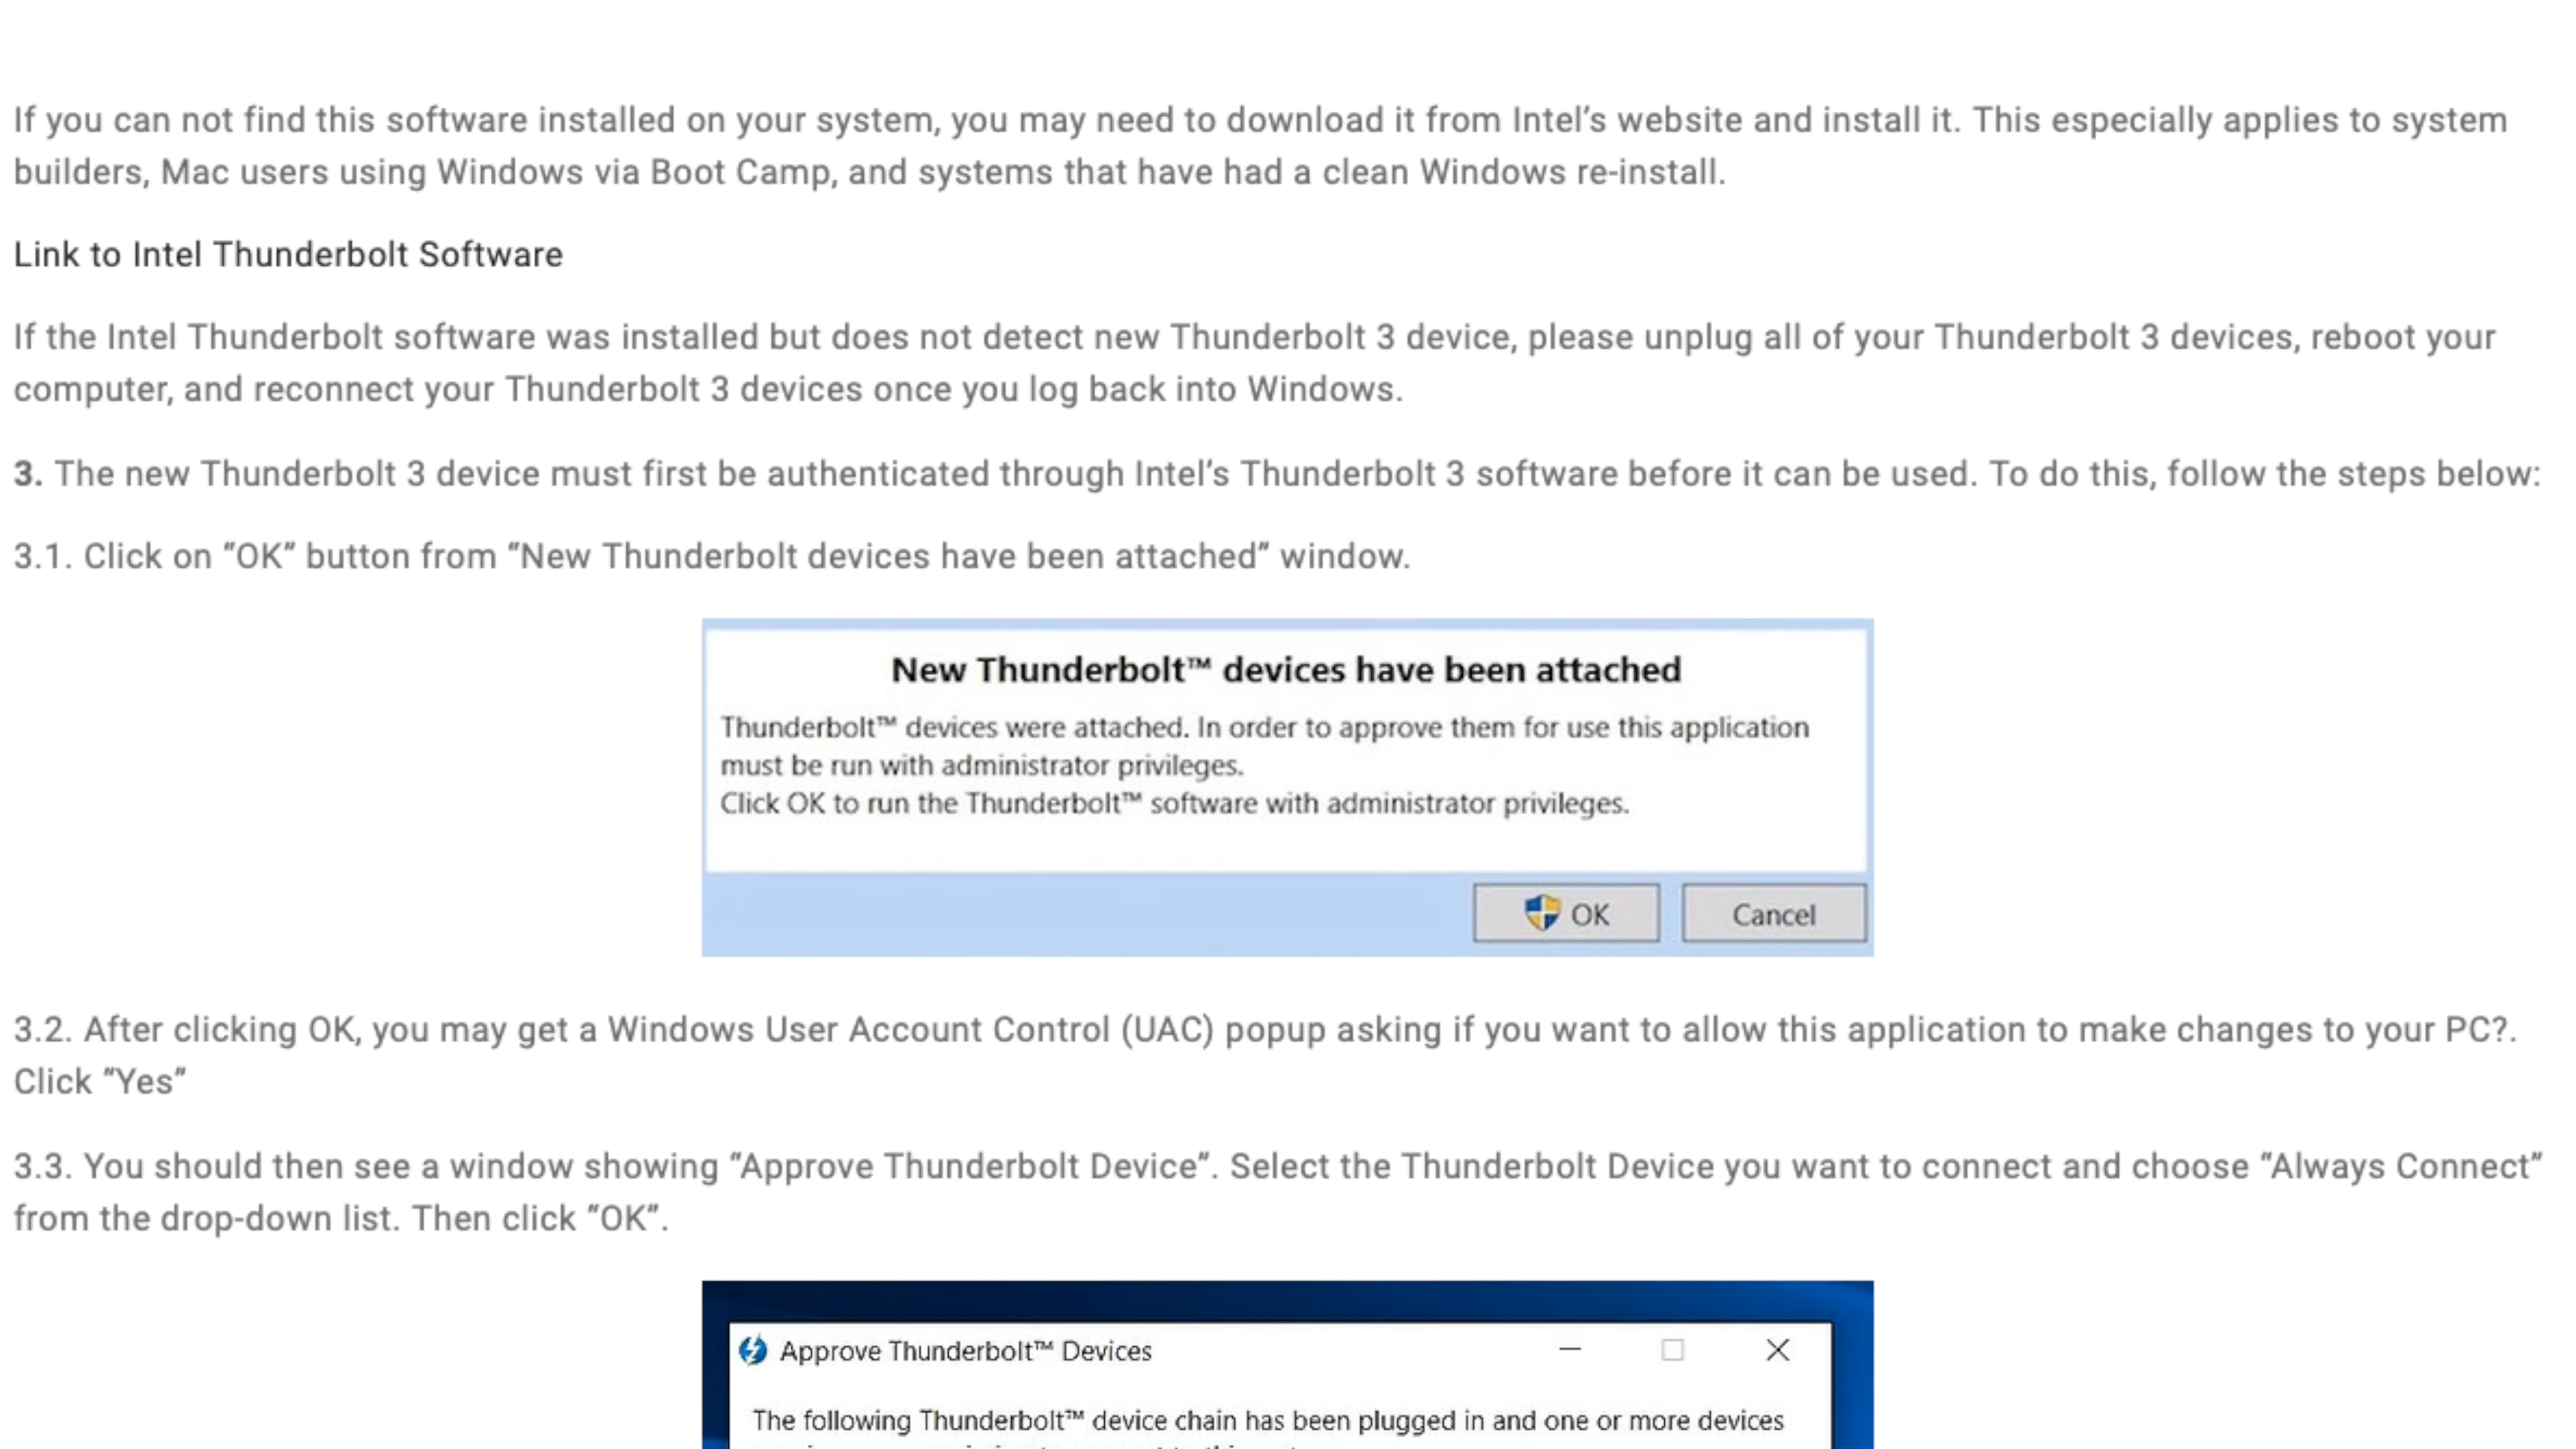 If you can not find this software installed on your system, you may need to download it from Intel’s website and install it. This especially applies to system
builders, Mac users using Windows via Boot Camp, and systems that have had a clean Windows re-install.
Link to Intel Thunderbolt Software
If the Intel Thunderbolt software was installed but does not detect new Thunderbolt 3 device, please unplug all of your Thunderbolt 3 devices, reboot your
computer, and reconnect your Thunderbolt 3 devices once you log back into Windows.
3. The new Thunderbolt 3 device must first be authenticated through Intel’s Thunderbolt 3 software before it can be used. To do this, follow the steps below:
3.1. Click on “OK” button from “New Thunderbolt devices have been attached” window.
New Thunderbolt™ devices have been attached
Thunderbolt™ devices were attached. In order to approve them for use this application
must be run with administrator privileges.
Click OK to run the Thunderbolt™ software with administrator privileges.
OK
Cancel
3.2. After clicking OK, you may get a Windows User Account Control (UAC) popup asking if you want to allow this application to make changes to your PC?.
Click “Yes”
3.3. You should then see a window showing “Approve Thunderbolt Device”. Select the Thunderbolt Device you want to connect and choose “Always Connect”
from the drop-down list. Then click “OK”.
Approve Thunderbolt™ Devices
The following Thunderbolt™ device chain has been plugged in and one or more devices